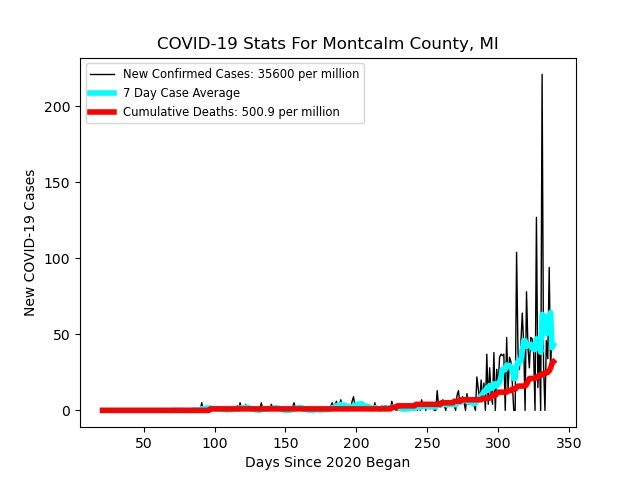 COVID-19 Stats For Montcalm County, MI
New Confirmed Cases: 35600 per million
7 Day Case Average
Cumulative Deaths: 500.9 per million
200
150
100
50
0
New COVID-19 Cases
50 100 150 200 250 300 350
Days Since 2020 Began